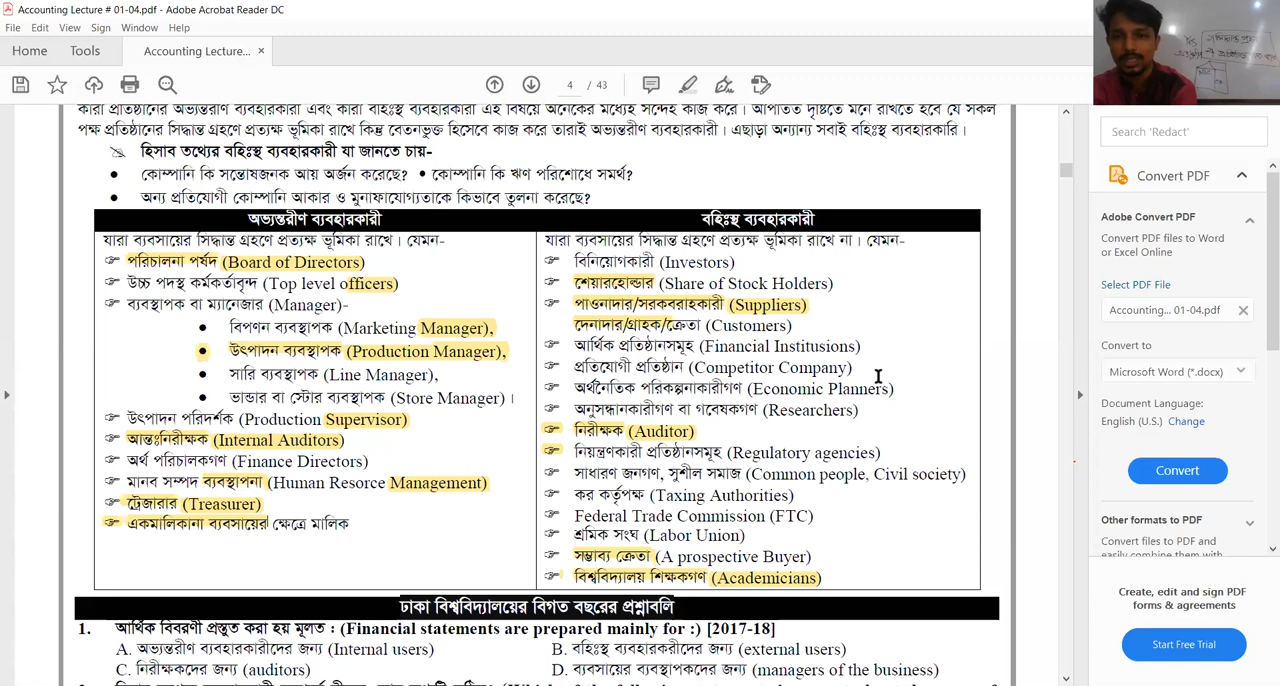 Accounting Lecture # 01-04.pdf - Adobe Acrobat Reader DC
File Edit View Sign Window Help
Home Tools Accounting Lecture... ×
4 / 43
কারা প্রতিষ্ঠানের অভ্যন্তরীণ ব্যবহারকারী এবং কারা বহিঃস্থ ব্যবহারকারী এই বিষয়ে অনেকের মধ্যেই সন্দেহ কাজ করে। আপাতত দৃষ্টিতে মনে রাখতে হবে যে সকল
পক্ষ প্রতিষ্ঠানের সিদ্ধান্ত গ্রহণে প্রত্যক্ষ ভূমিকা রাখে কিন্তু বেতনভুক্ত হিসেবে কাজ করে তারাই অভ্যন্তরীণ ব্যবহারকারী। এছাড়া অন্যান্য সবাই বহিঃস্থ ব্যবহারকারি।
হিসাব তথ্যের বহিঃস্থ ব্যবহারকারী যা জানতে চায়-
• কোম্পানি কি সন্তোষজনক আয় অর্জন করেছে? • কোম্পানি কি ঋণ পরিশোধে সমর্থ?
• অন্য প্রতিযোগী কোম্পানি আকার ও মুনাফাযোগ্যতাকে কিভাবে তুলনা করেছে?
অভ্যন্তরীণ ব্যবহারকারী
যারা ব্যবসায়ের সিদ্ধান্ত গ্রহণে প্রত্যক্ষ ভূমিকা রাখে। যেমন-
পরিচালনা পর্ষদ (Board of Directors)
উচ্চ পদস্থ কর্মকর্তাবৃন্দ (Top level officers)
ব্যবস্থাপক বা ম্যানেজার (Manager)-
• বিপণন ব্যবস্থাপক (Marketing Manager),
• উৎপাদন ব্যবস্থাপক (Production Manager),
• সারি ব্যবস্থাপক (Line Manager),
• ভান্ডার বা স্টোর ব্যবস্থাপক (Store Manager)।
উৎপাদন পরিদর্শক (Production Supervisor)
আন্তঃনিরীক্ষক (Internal Auditors)
অর্থ পরিচালকগণ (Finance Directors)
মানব সম্পদ ব্যবস্থাপনা (Human Resorce Management)
ট্রেজারার (Treasurer)
একমালিকানা ব্যবসায়ের ক্ষেত্রে মালিক
বহিঃস্থ ব্যবহারকারী
যারা ব্যবসায়ের সিদ্ধান্ত গ্রহণে প্রত্যক্ষ ভূমিকা রাখে না। যেমন-
বিনিয়োগকারী (Investors)
শেয়ারহোল্ডার (Share of Stock Holders)
পাওনাদার/সরকবরাহকারী (Suppliers)
দেনাদার/গ্রাহক/ক্রেতা (Customers)
আর্থিক প্রতিষ্ঠানসমূহ (Financial Institusions)
প্রতিযোগী প্রতিষ্ঠান (Competitor Company)
অর্থনৈতিক পরিকল্পনাকারীগণ (Economic Planners)
অনুসন্ধানকারীগণ বা গবেষকগণ (Researchers)
নিরীক্ষক (Auditor)
নিয়ন্ত্রণকারী প্রতিষ্ঠানসমূহ (Regulatory agencies)
সাধারণ জনগণ, সুশীল সমাজ (Common people, Civil society)
কর কর্তৃপক্ষ (Taxing Authorities)
Federal Trade Commission (FTC)
শ্রমিক সংঘ (Labor Union)
সম্ভাব্য ক্রেতা (A prospective Buyer)
বিশ্ববিদ্যালয় শিক্ষকগণ (Academicians)
ঢাকা বিশ্ববিদ্যালয়ের বিগত বছরের প্রশ্নাবলি
1. আর্থিক বিবরণী প্রস্তুত করা হয় মূলত : (Financial statements are prepared mainly for :) [2017-18]
A. অভ্যন্তরীণ ব্যবহারকারীদের জন্য (Internal users) B. বহিঃস্থ ব্যবহারকরীদের জন্য (external users)
C. নিরীক্ষকদের জন্য (auditors) D. ব্যবসায়ের ব্যবস্থাপকদের জন্য (managers of the business)
Search 'Redact'
Convert PDF
Adobe Convert PDF
Convert PDF files to Word
or Excel Online
Select PDF File
Accounting... 01-04.pdf
Convert to
Microsoft Word (*.docx)
Document Language:
English (U.S.) Change
Convert
Other formats to PDF
Convert files to PDF and
easily combine them with
Create, edit and sign PDF
forms & agreements
Start Free Trial